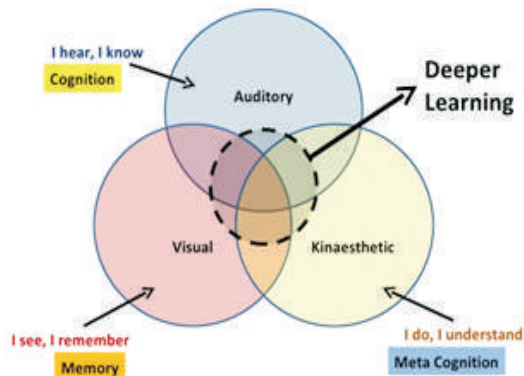 I hear, I know
Cognition
Auditory
Deeper
Learning
Visual
Kinaesthetic
I see, I remember
Memory
I do, I understand
Meta Cognition